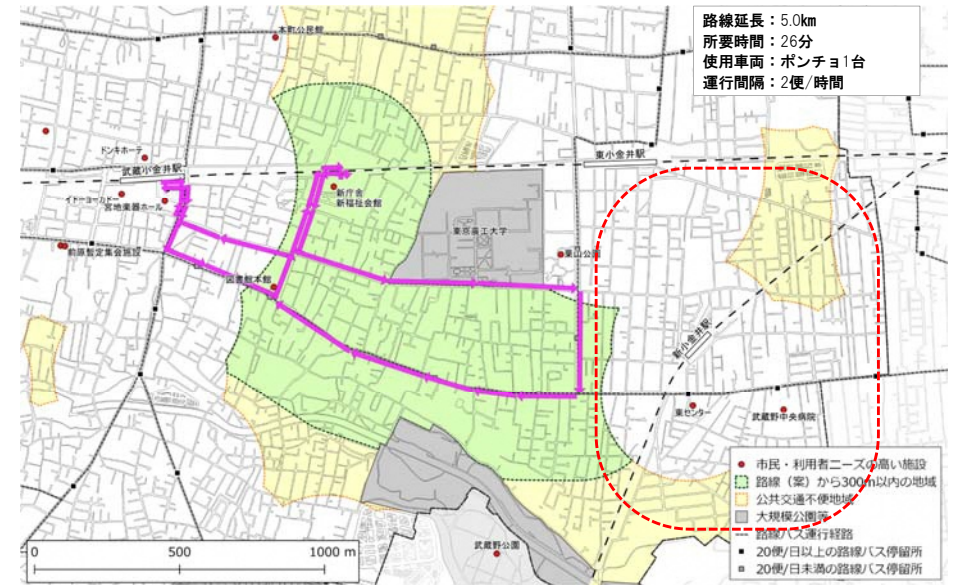 路線延長：5.0km
所要時間：26分
使用車両：ポンチョ1台
運行間隔：2便/時間
本町公民館
ドンキホーテ
武蔵小金井駅
東小金井駅
イトーヨーカドー
宮地楽器ホール
新庁舎
新福祉会館
東京農工大学
栗山公園
前原暫定集会施設
図書館本館
新小金井駅
東センター
武蔵野中央病院
武蔵野公園
市民・利用者ニーズの高い施設
路線（案）から300m以内の地域
公共交通不便地域
大規模公園等
路線バス運行経路
20便/日以上の路線バス停留所
20便/日未満の路線バス停留所
0 500 1000 m